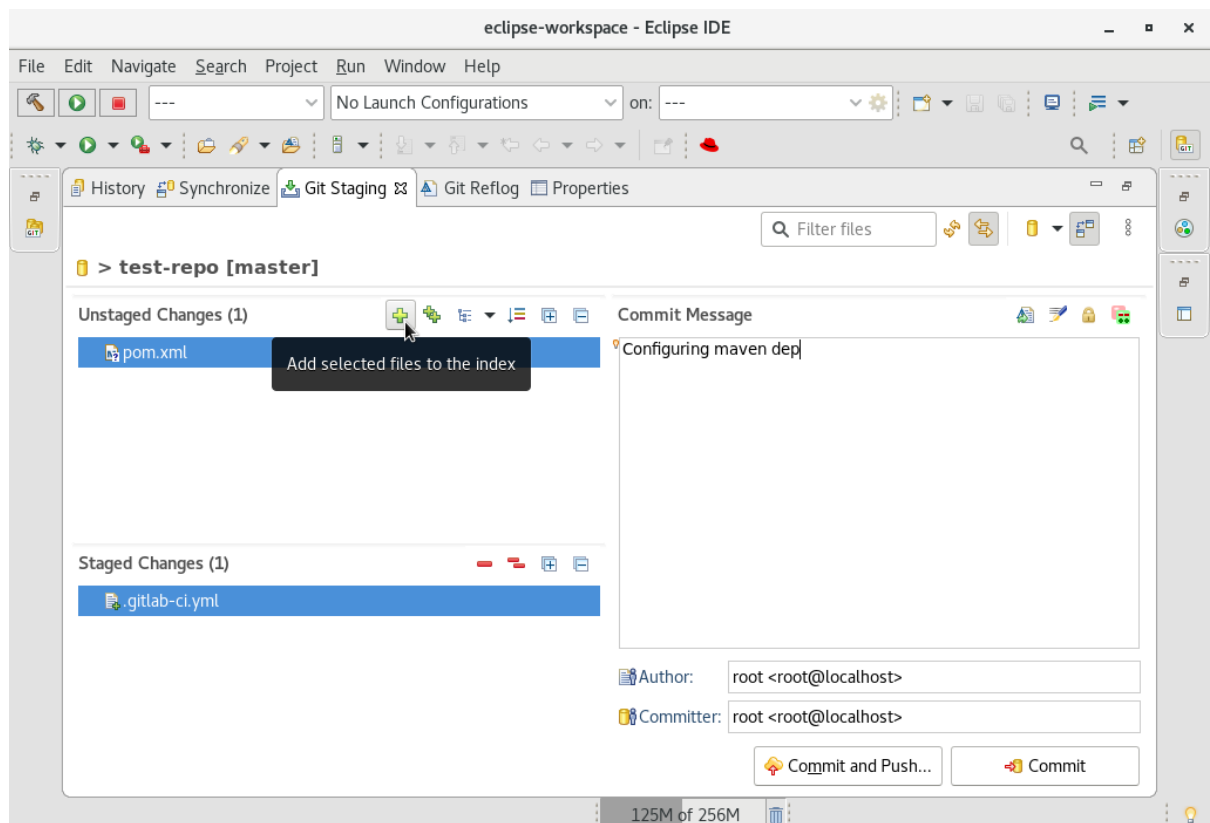 eclipse-workspace - Eclipse IDE
File Edit Navigate Search Project Run Window Help
--- No Launch Configurations on: ---
GIT
History Synchronize Git Staging Git Reflog Properties
GIT
Filter files
> test-repo [master]
Unstaged Changes (1)
Commit Message
pom.xml
Configuring maven dep
Add selected files to the index
Staged Changes (1)
.gitlab-ci.yml
Author: root <root@localhost>
Committer: root <root@localhost>
Commit and Push...
Commit
125M of 256M